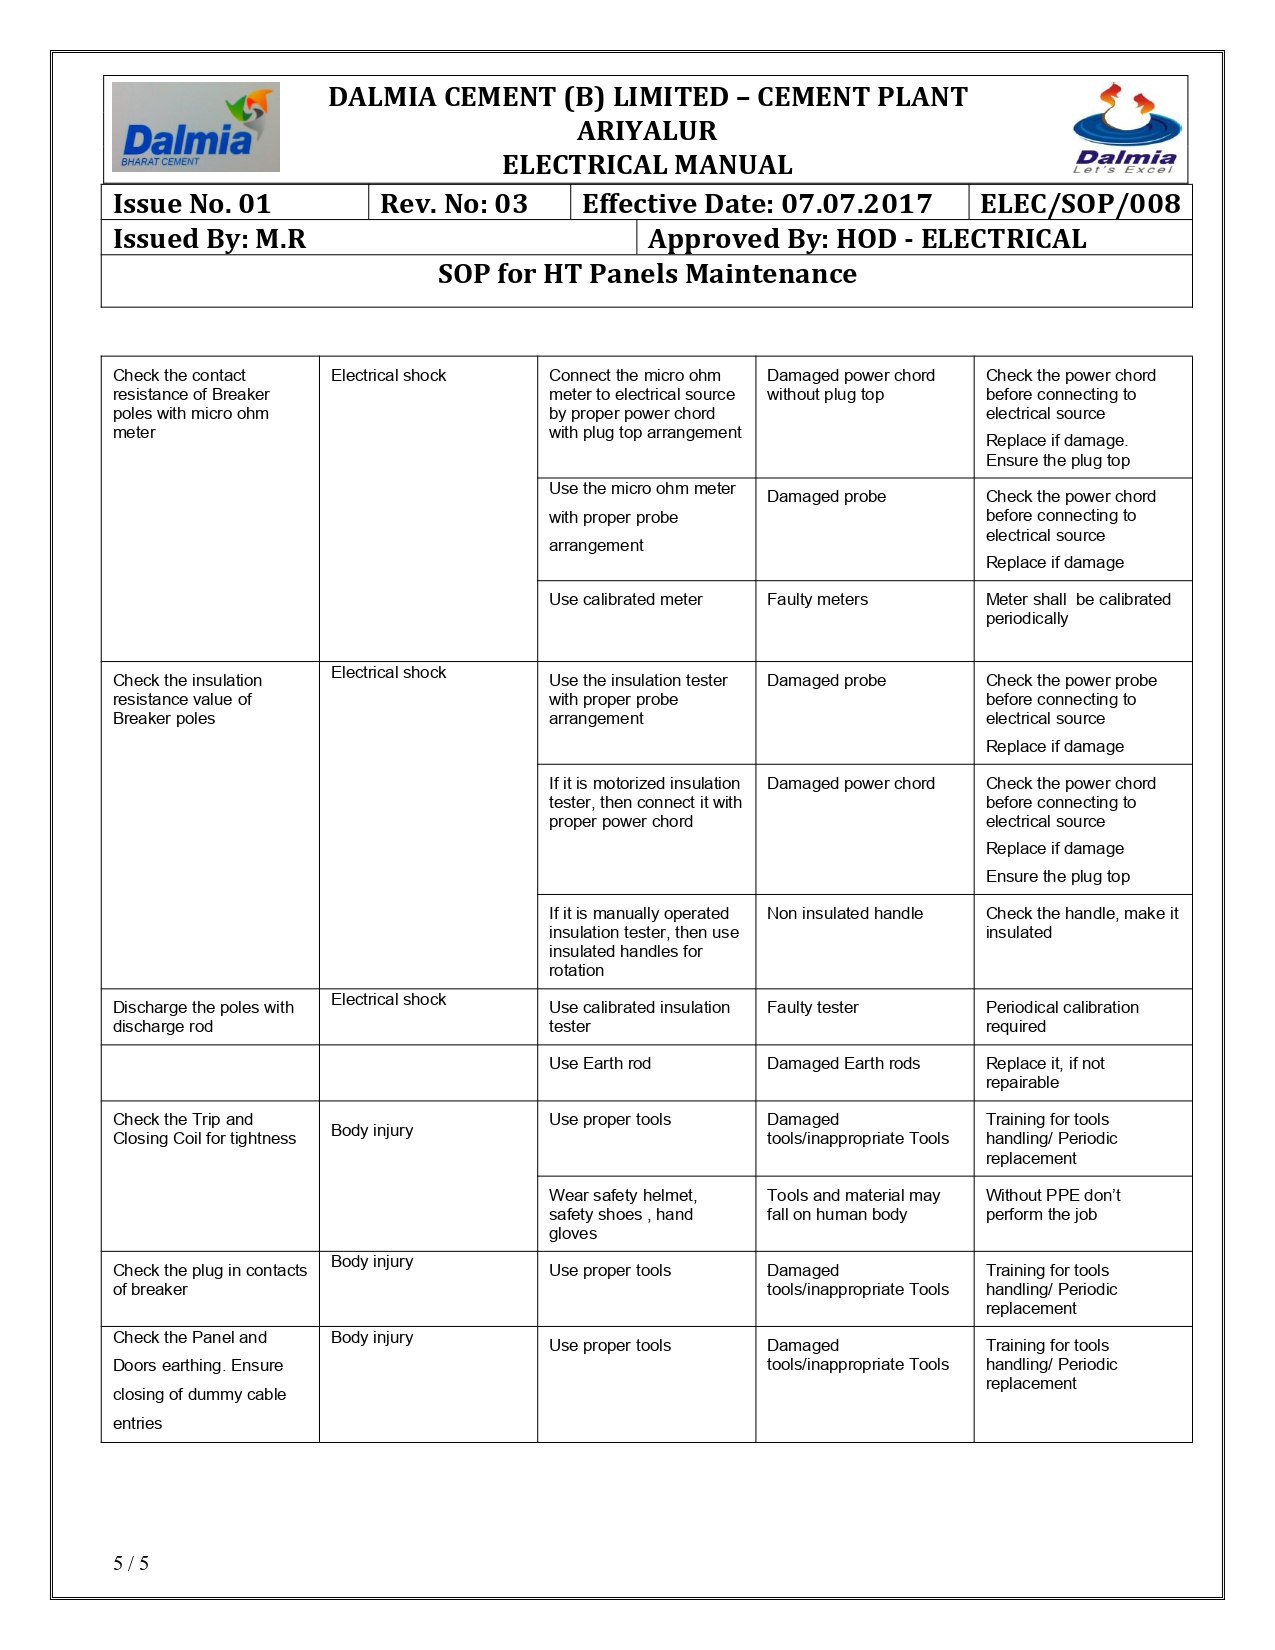 Dalmia
BHARAT CEMENT
DALMIA CEMENT (B) LIMITED – CEMENT PLANT
ARIYALUR
ELECTRICAL MANUAL
Dalmia
Let's Excel
Issue No. 01 Rev. No: 03 Effective Date: 07.07.2017 ELEC/SOP/008
Issued By: M.R Approved By: HOD - ELECTRICAL
SOP for HT Panels Maintenance
Check the contact
resistance of Breaker
poles with micro ohm
meter
Electrical shock
Connect the micro ohm
meter to electrical source
by proper power chord
with plug top arrangement
Damaged power chord
without plug top
Check the power chord
before connecting to
electrical source
Replace if damage.
Ensure the plug top
Use the micro ohm meter
with proper probe
arrangement
Damaged probe
Check the power chord
before connecting to
electrical source
Replace if damage
Use calibrated meter
Faulty meters
Meter shall be calibrated
periodically
Check the insulation
resistance value of
Breaker poles
Electrical shock
Use the insulation tester
with proper probe
arrangement
Damaged probe
Check the power probe
before connecting to
electrical source
Replace if damage
If it is motorized insulation
tester, then connect it with
proper power chord
Damaged power chord
Check the power chord
before connecting to
electrical source
Replace if damage
Ensure the plug top
If it is manually operated
insulation tester, then use
insulated handles for
rotation
Non insulated handle
Check the handle, make it
insulated
Discharge the poles with
discharge rod
Electrical shock
Use calibrated insulation
tester
Faulty tester
Periodical calibration
required
Use Earth rod
Damaged Earth rods
Replace it, if not
repairable
Check the Trip and
Closing Coil for tightness
Body injury
Use proper tools
Damaged
tools/inappropriate Tools
Training for tools
handling/ Periodic
replacement
Wear safety helmet,
safety shoes , hand
gloves
Tools and material may
fall on human body
Without PPE don't
perform the job
Check the plug in contacts
of breaker
Body injury
Use proper tools
Damaged
tools/inappropriate Tools
Training for tools
handling/ Periodic
replacement
Check the Panel and
Doors earthing. Ensure
closing of dummy cable
entries
Body injury
Use proper tools
Damaged
tools/inappropriate Tools
Training for tools
handling/ Periodic
replacement
5 / 5